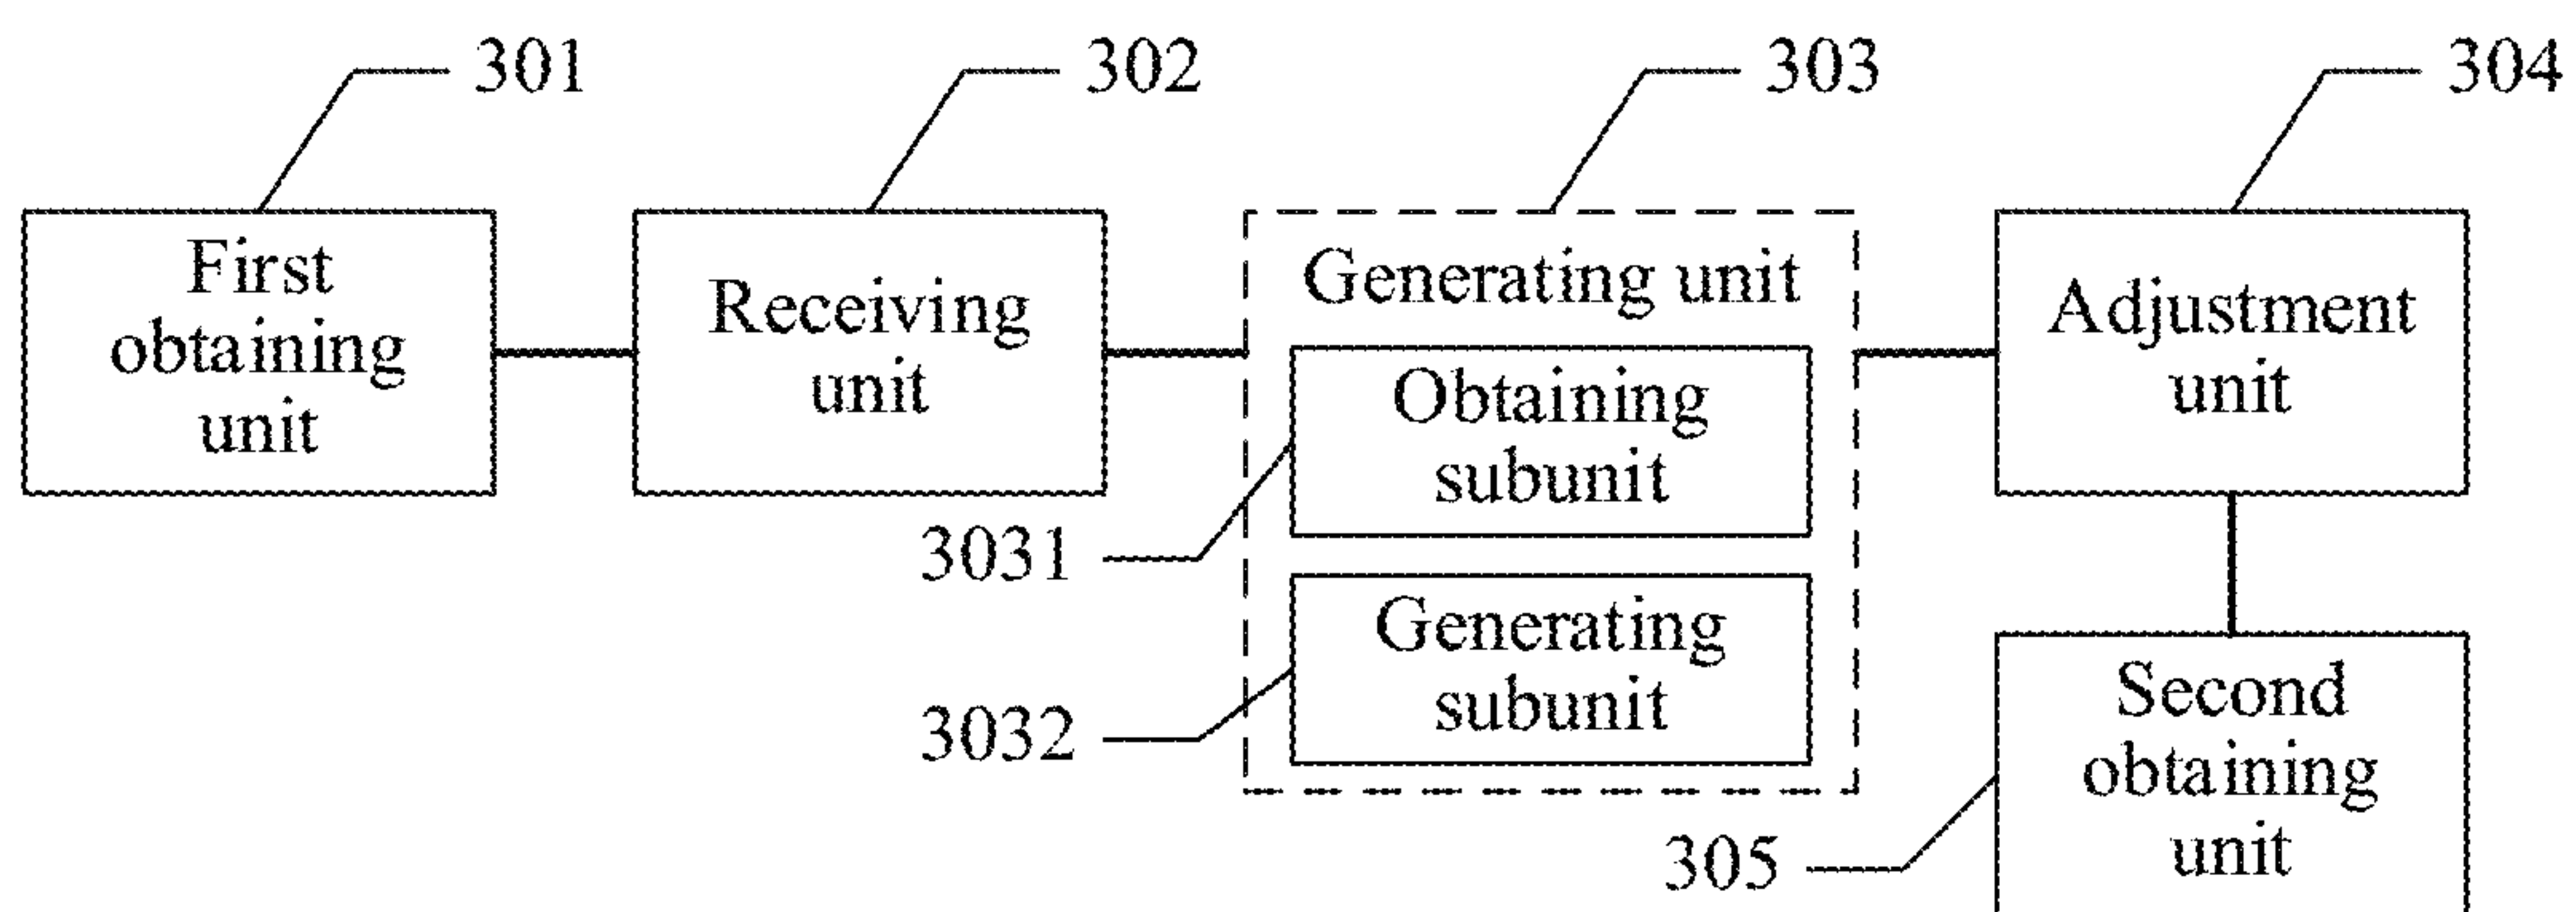 301
302
303
304
First
obtaining
unit
Receiving
unit
Generating unit
Obtaining
subunit
Generating
subunit
3031
3032
Adjustment
unit
Second
obtaining
unit
305